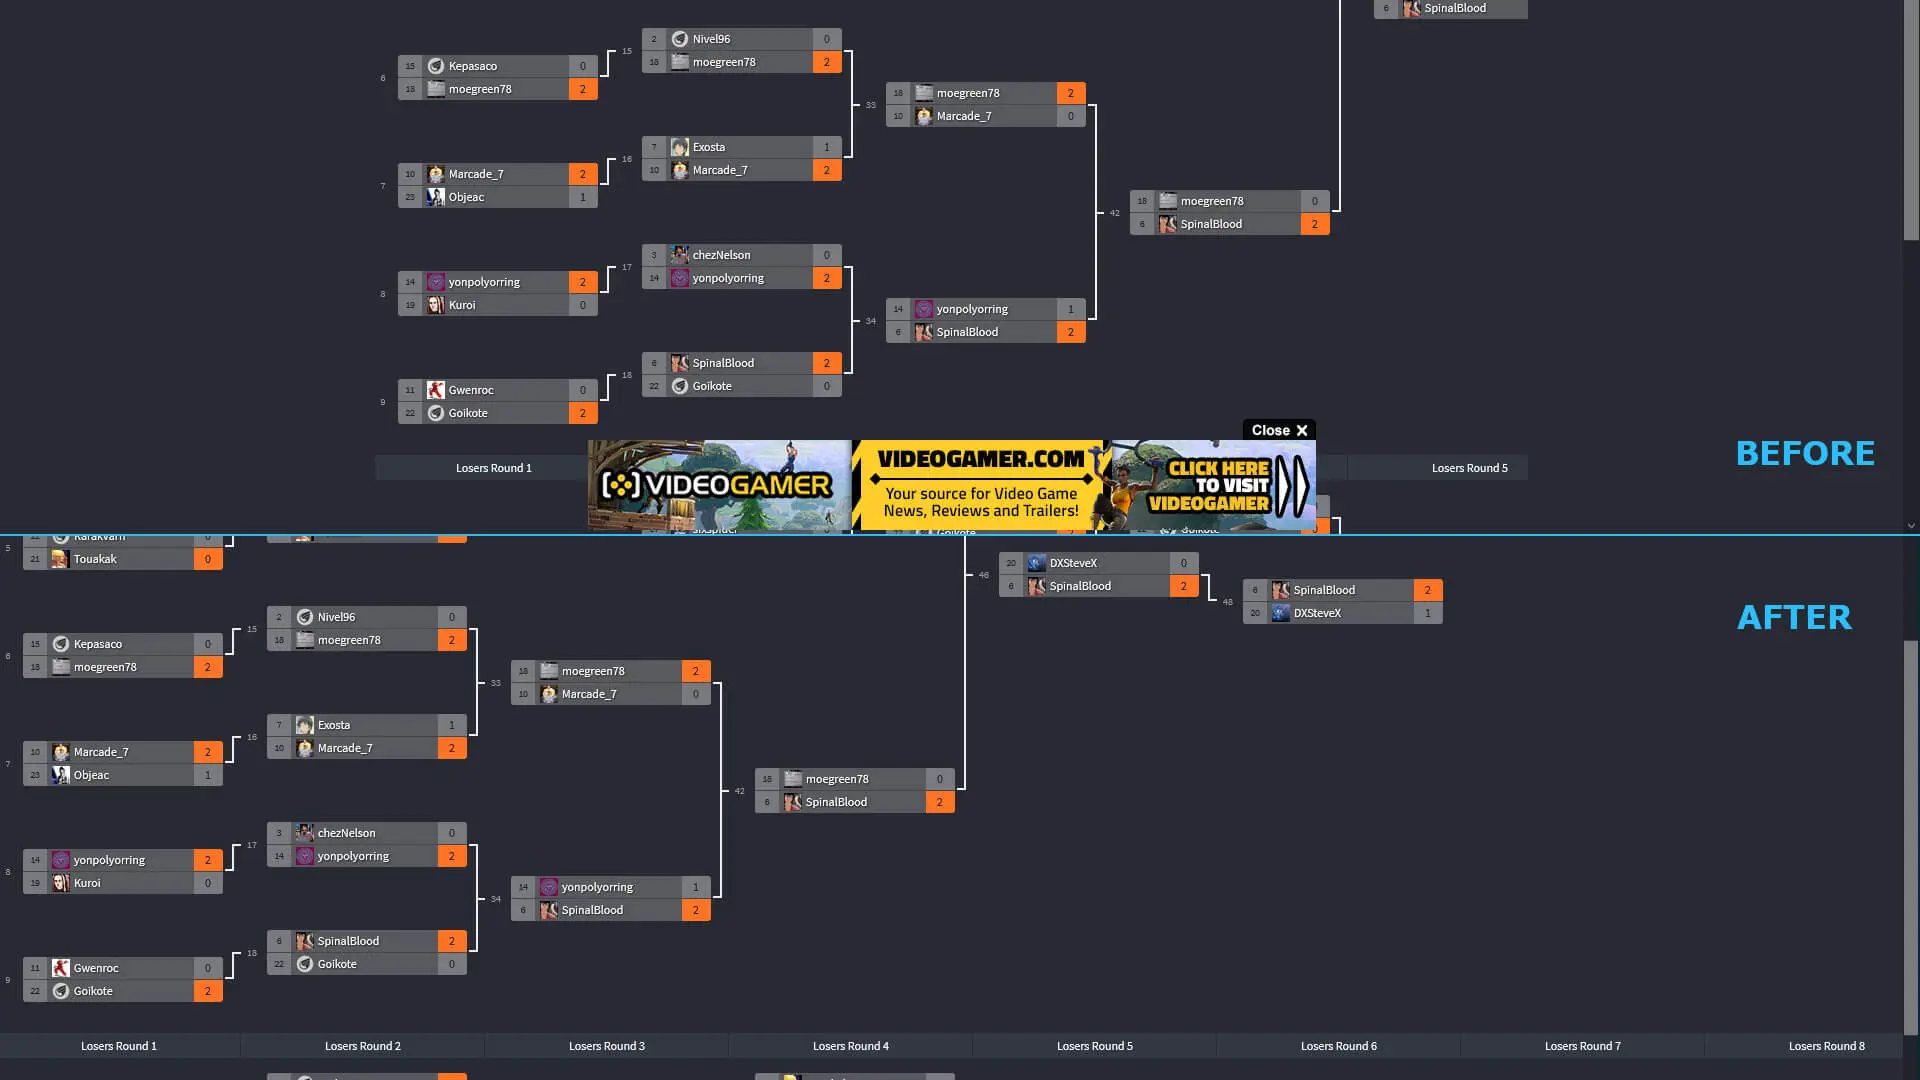 6 SpinalBlood
2 Nivel96 0
15
18 moegreen78 2
15 Kepasaco 0
6
18 moegreen78 2
18 moegreen78 2
33
10 Marcade_7 0
7 Exosta 1
16
10 Marcade_7 2
10 Marcade_7 2
7
23 Objeac 1
18 moegreen78 0
42
6 SpinalBlood 2
3 chezNelson 0
17
14 yonpolyorring 2
14 yonpolyorring 2
8
19 Kuroi 0
14 yonpolyorring 1
34
6 SpinalBlood 2
6 SpinalBlood 2
18
22 Goikote 0
11 Gwenroc 0
9
22 Goikote 2
Close X
BEFORE
Losers Round 1
Losers Round 5
VIDEOGAMER
VIDEOGAMER.COM
Your source for Video Game
News, Reviews and Trailers!
CLICK HERE
TO VISIT
VIDEOGAMER
sixspider
Goikote
Goikote
22 Karakvarn 0
5
21 Touakak 0
20 DXSteveX 0
46
6 SpinalBlood 2
6 SpinalBlood 2
48
20 DXSteveX 1
AFTER
2 Nivel96 0
15
18 moegreen78 2
15 Kepasaco 0
6
18 moegreen78 2
18 moegreen78 2
33
10 Marcade_7 0
7 Exosta 1
16
10 Marcade_7 2
10 Marcade_7 2
7
23 Objeac 1
18 moegreen78 0
42
6 SpinalBlood 2
3 chezNelson 0
17
14 yonpolyorring 2
14 yonpolyorring 2
8
19 Kuroi 0
14 yonpolyorring 1
34
6 SpinalBlood 2
6 SpinalBlood 2
18
22 Goikote 0
11 Gwenroc 0
9
22 Goikote 2
Losers Round 1
Losers Round 2
Losers Round 3
Losers Round 4
Losers Round 5
Losers Round 6
Losers Round 7
Losers Round 8